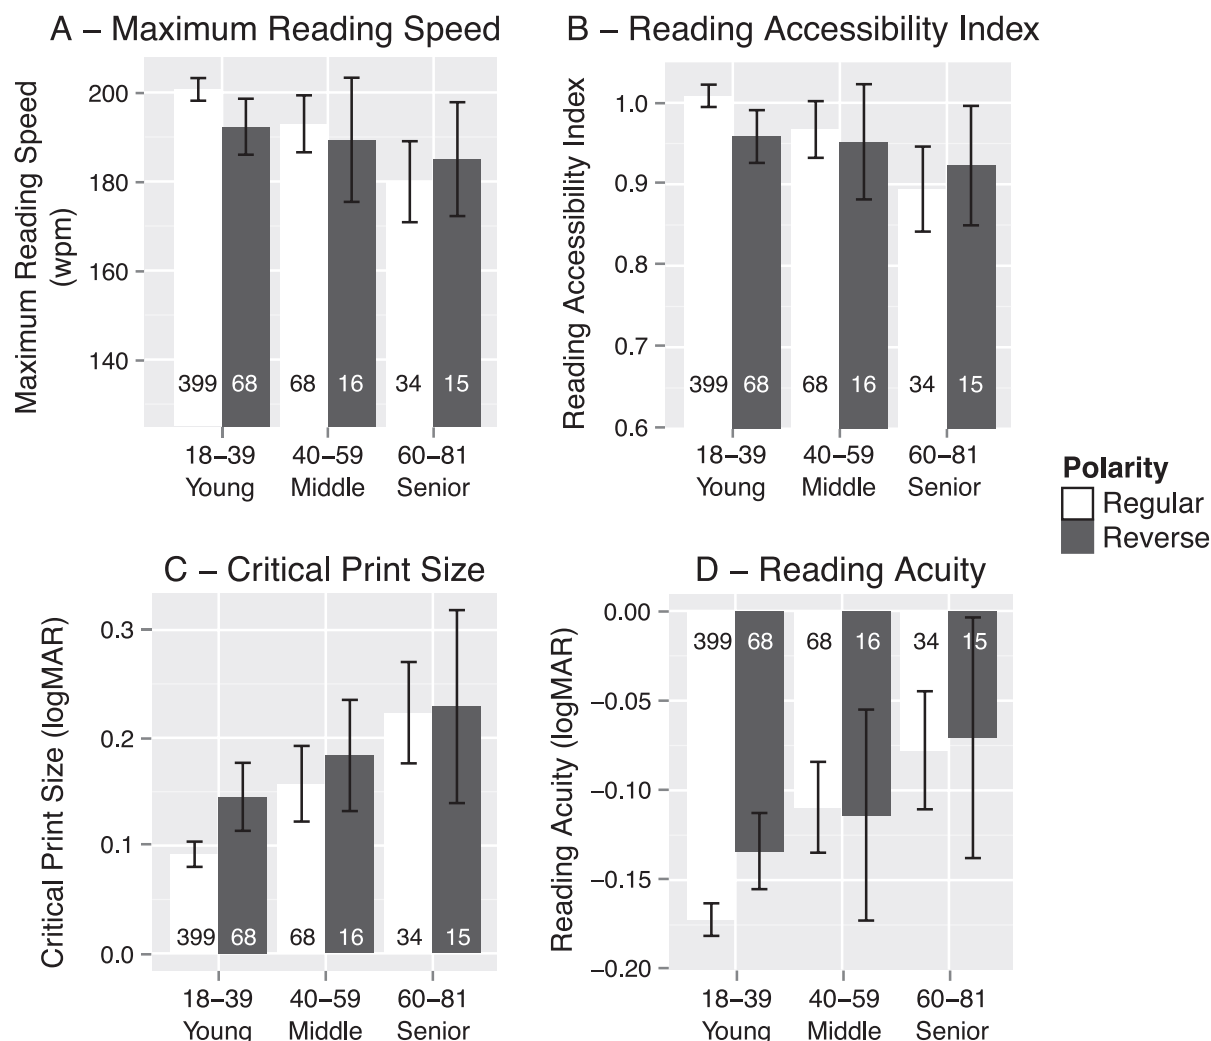 A – Maximum Reading Speed
Maximum Reading Speed
(wpm)
200
180
160
140
399 68 68 16 34 15
18–39 40–59 60–81
Young Middle Senior
B – Reading Accessibility Index
Reading Accessibility Index
1.0
0.9
0.8
0.7
0.6
399 68 68 16 34 15
18–39 40–59 60–81
Young Middle Senior
Polarity
Regular
Reverse
C – Critical Print Size
Critical Print Size (logMAR)
0.3
0.2
0.1
0.0
399 68 68 16 34 15
18–39 40–59 60–81
Young Middle Senior
D – Reading Acuity
Reading Acuity (logMAR)
0.00
−0.05
−0.10
−0.15
−0.20
399 68 68 16 34 15
18–39 40–59 60–81
Young Middle Senior